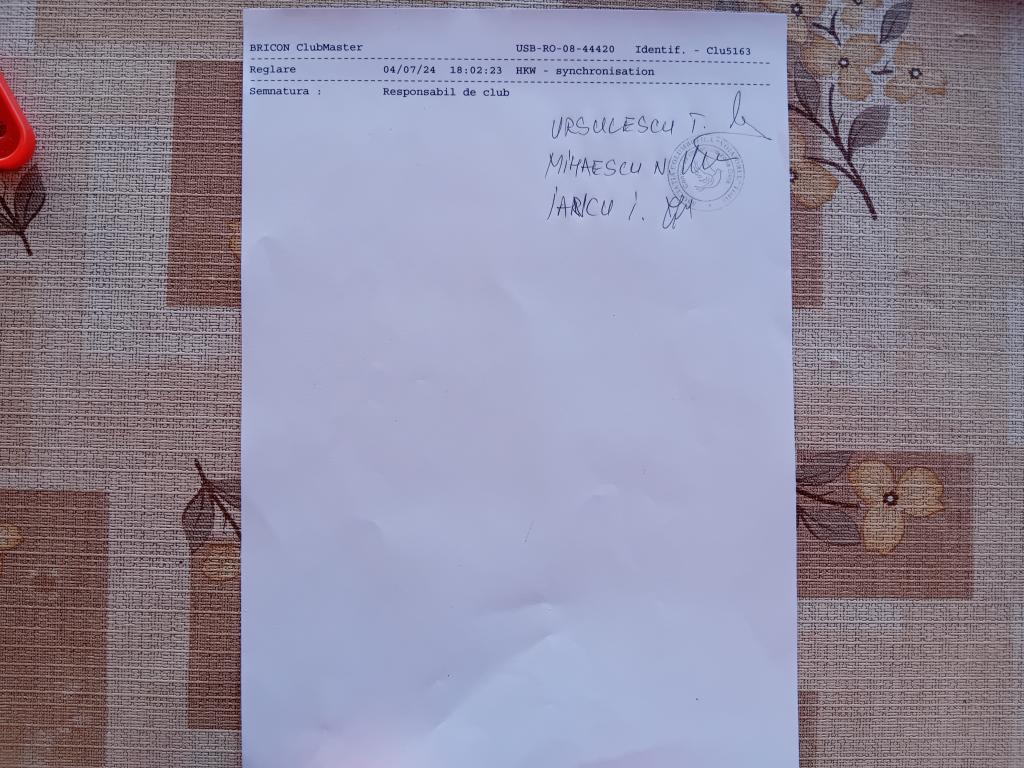 BRICON ClubMaster USB-RO-08-44420 Identif. - Clu5163
Reglare 04/07/24 18:02:23 HKW - synchronisation
Semnatura : Responsabil de club
URSULESCU T.
MIHAESCU N
IANCU I.